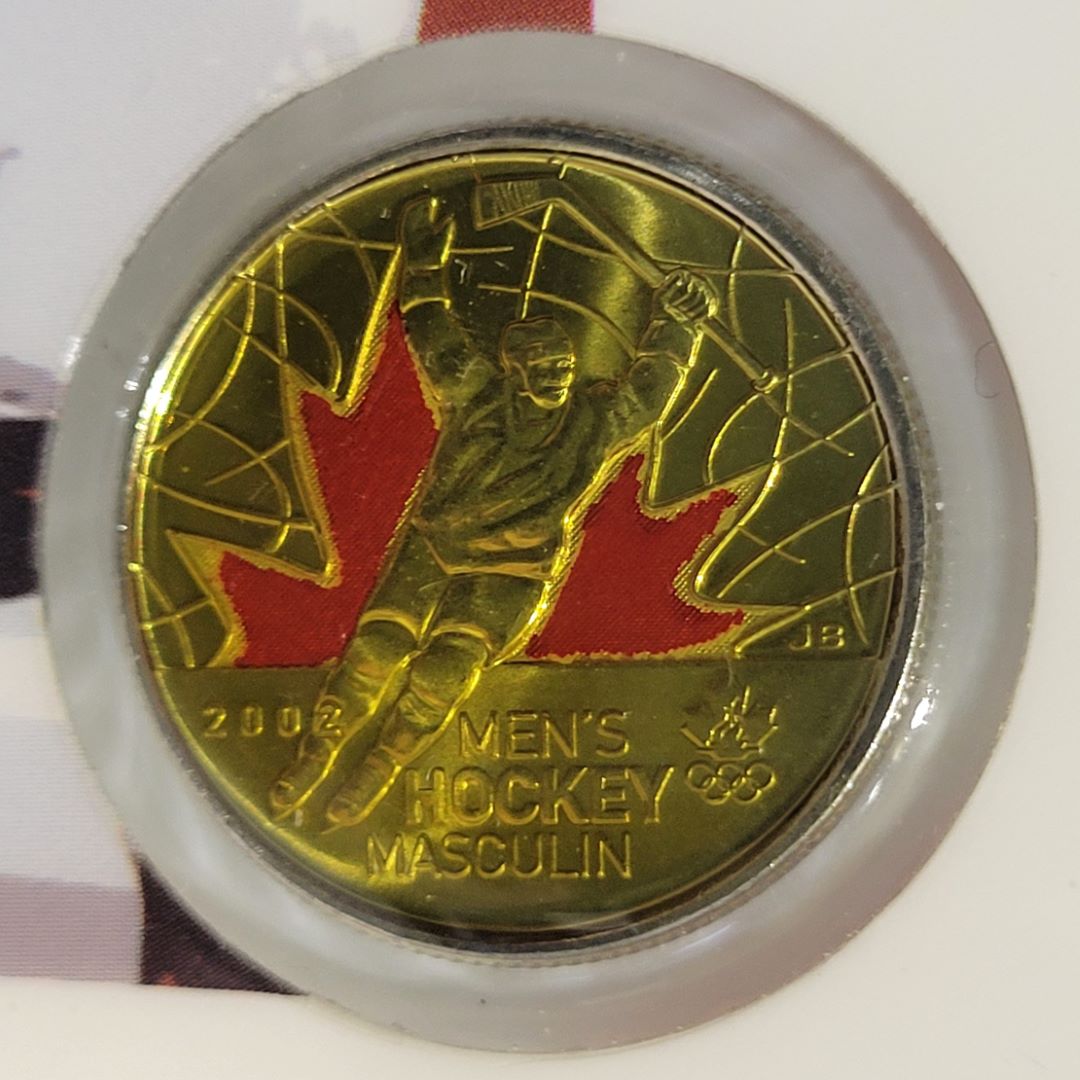 JB
2002
MEN'S
HOCKEY
MASCULIN